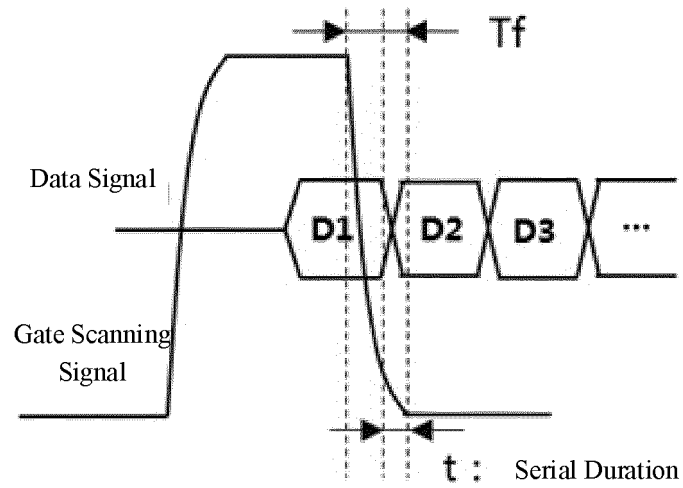 Tf
Data Signal
D1 D2 D3 ...
Gate Scanning
Signal
t : Serial Duration